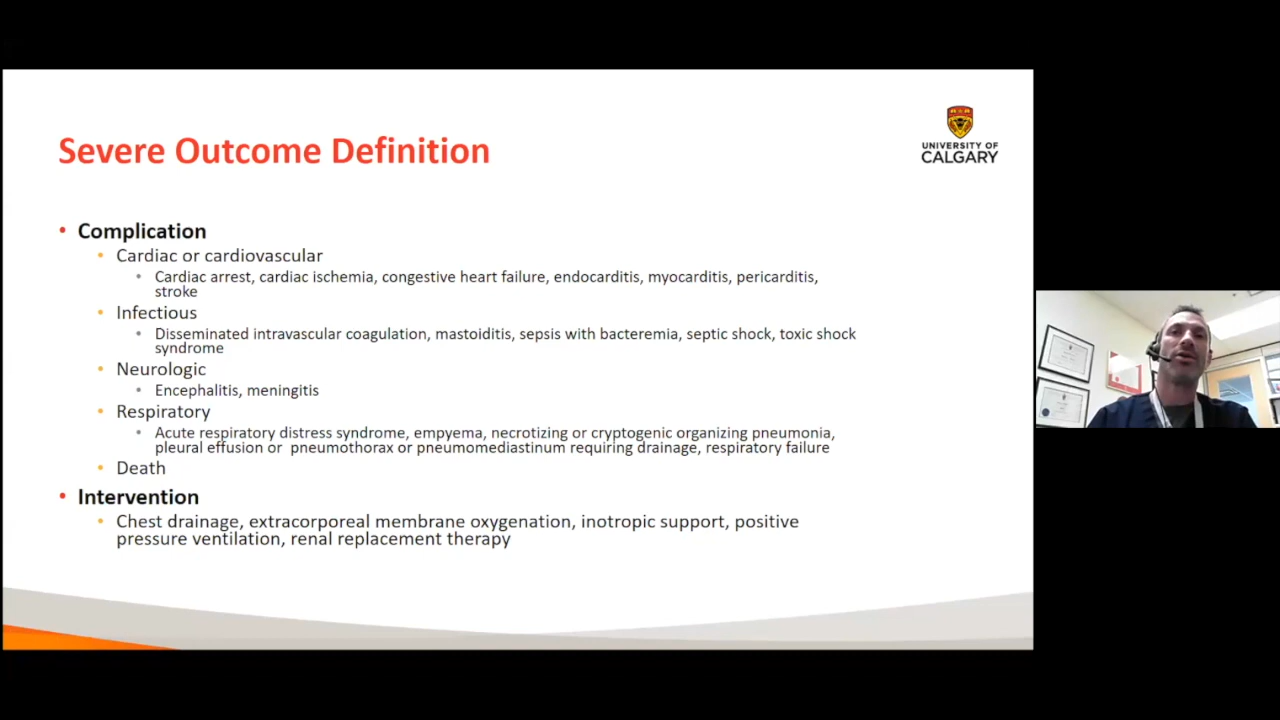 Severe Outcome Definition
UNIVERSITY OF
CALGARY
• Complication
• Cardiac or cardiovascular
• Cardiac arrest, cardiac ischemia, congestive heart failure, endocarditis, myocarditis, pericarditis,
stroke
• Infectious
• Disseminated intravascular coagulation, mastoiditis, sepsis with bacteremia, septic shock, toxic shock
syndrome
• Neurologic
• Encephalitis, meningitis
• Respiratory
• Acute respiratory distress syndrome, empyema, necrotizing or cryptogenic organizing pneumonia,
pleural effusion or  pneumothorax or pneumomediastinum requiring drainage, respiratory failure
• Death
• Intervention
• Chest drainage, extracorporeal membrane oxygenation, inotropic support, positive
pressure ventilation, renal replacement therapy